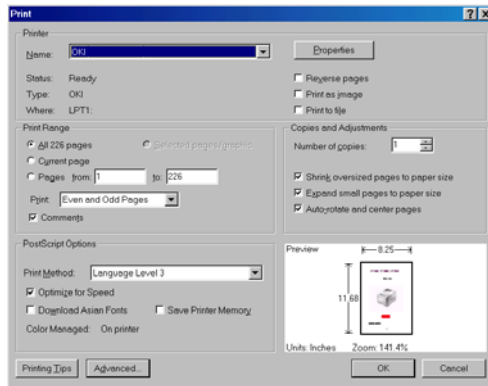 Print
Printer
Name: OKI
Properties
Status: Ready
Type: OKI
Where: LPT1:
Reverse pages
Print as image
Print to file
Print Range
All 226 pages
Selected pages/graphic
Current page
Pages from: 1 to: 226
Print: Even and Odd Pages
Comments
Copies and Adjustments
Number of copies: 1
Shrink oversized pages to paper size
Expand small pages to paper size
Auto-rotate and center pages
PostScript Options
Print Method: Language Level 3
Optimize for Speed
Download Asian Fonts
Save Printer Memory
Color Managed: On printer
Preview
8.25
11.68
Units: Inches Zoom: 141.4%
Printing Tips
Advanced...
OK
Cancel